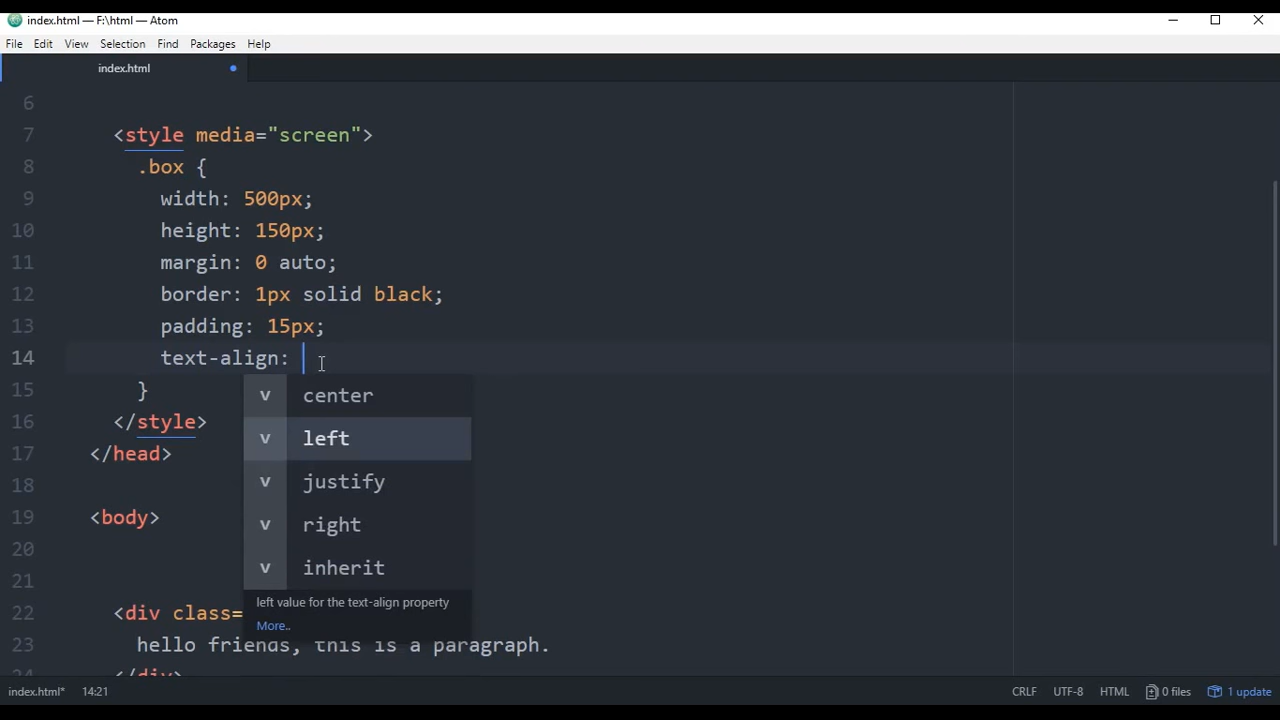 index.html — F:\html — Atom
File Edit View Selection Find Packages Help
index.html
6
7 <style media="screen">
8 .box {
9 width: 500px;
10 height: 150px;
11 margin: 0 auto;
12 border: 1px solid black;
13 padding: 15px;
14 text-align:
v center
15 }
v left
16 </style>
17 </head>
v justify
18
v right
19 <body>
20
v inherit
21
left value for the text-align property
22 <div class=
More..
23 hello friends, this is a paragraph.
24 </div>
index.html* 14:21 CRLF UTF-8 HTML 0 files 1 update